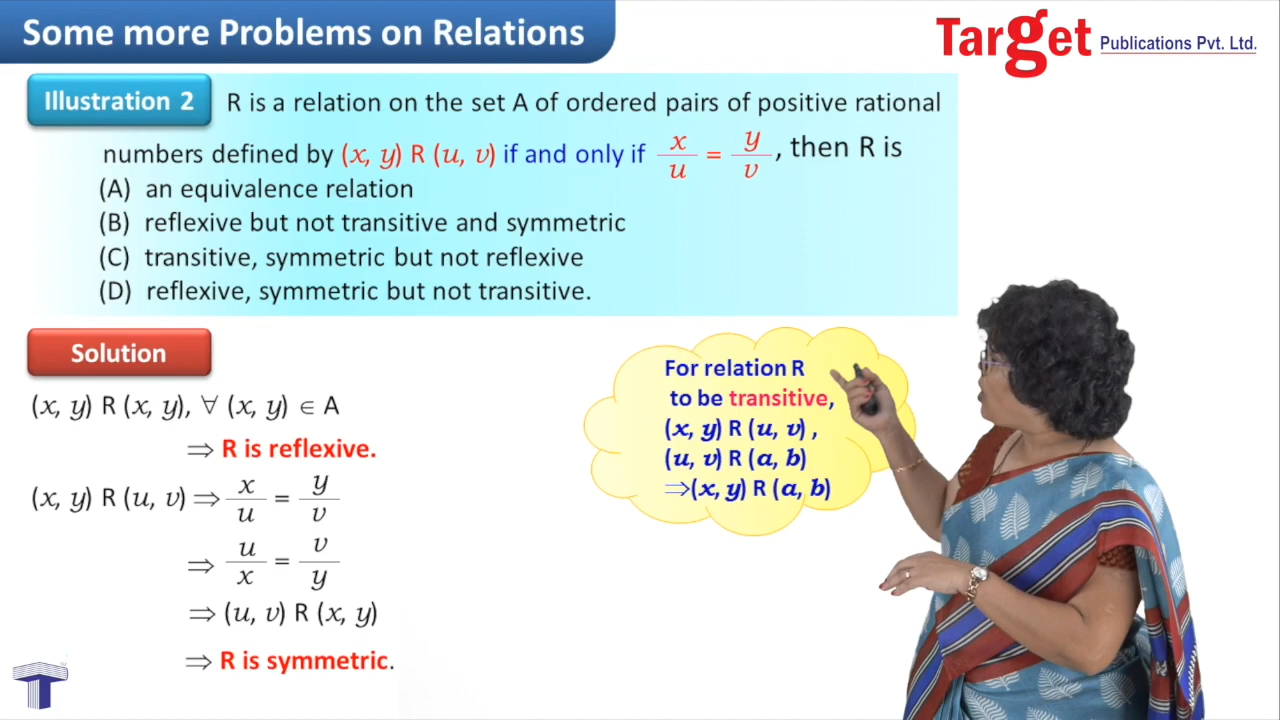 Some more Problems on Relations
Target Publications Pvt. Ltd.
Illustration 2
R is a relation on the set A of ordered pairs of positive rational
numbers defined by (x, y) R (u, v) if and only if x/u = y/v, then R is
(A) an equivalence relation
(B) reflexive but not transitive and symmetric
(C) transitive, symmetric but not reflexive
(D) reflexive, symmetric but not transitive.
Solution
(x, y) R (x, y), ∀ (x, y) ∈ A
⇒ R is reflexive.
(x, y) R (u, v) ⇒ x/u = y/v
⇒ u/x = v/y
⇒ (u, v) R (x, y)
⇒ R is symmetric.
For relation R
to be transitive,
(x, y) R (u, v) ,
(u, v) R (a, b)
⇒(x, y) R (a, b)